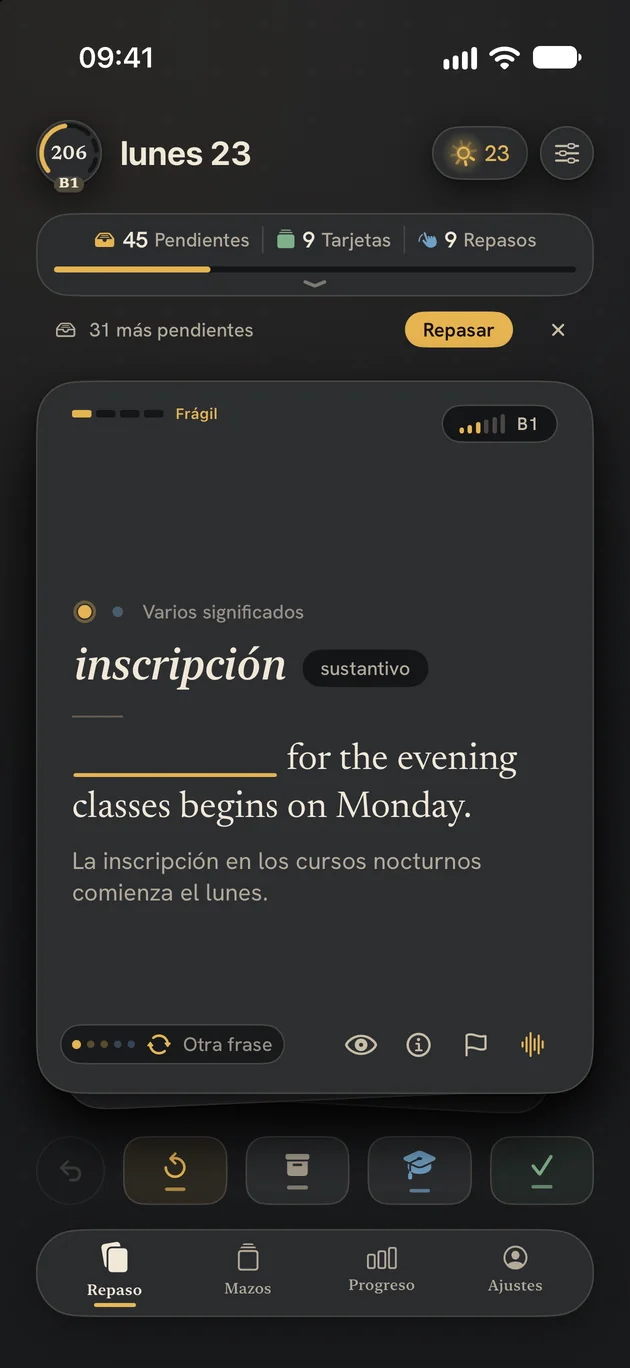 09:41
206
B1
lunes 23
23
45 Pendientes
9 Tarjetas
9 Repasos
31 más pendientes
Repasar
Frágil
B1
Varios significados
inscripción
sustantivo
____________ for the evening
classes begins on Monday.
La inscripción en los cursos nocturnos
comienza el lunes.
Otra frase
Repaso
Mazos
Progreso
Ajustes